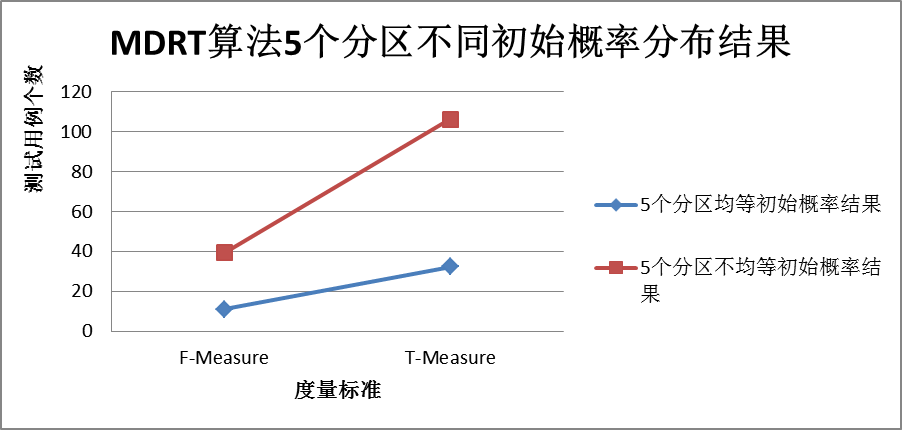 MDRT算法5个分区不同初始概率分布结果
测试用例个数
120
100
80
60
40
20
0
F-Measure
T-Measure
度量标准
5个分区均等初始概率结果
5个分区不均等初始概率结
果